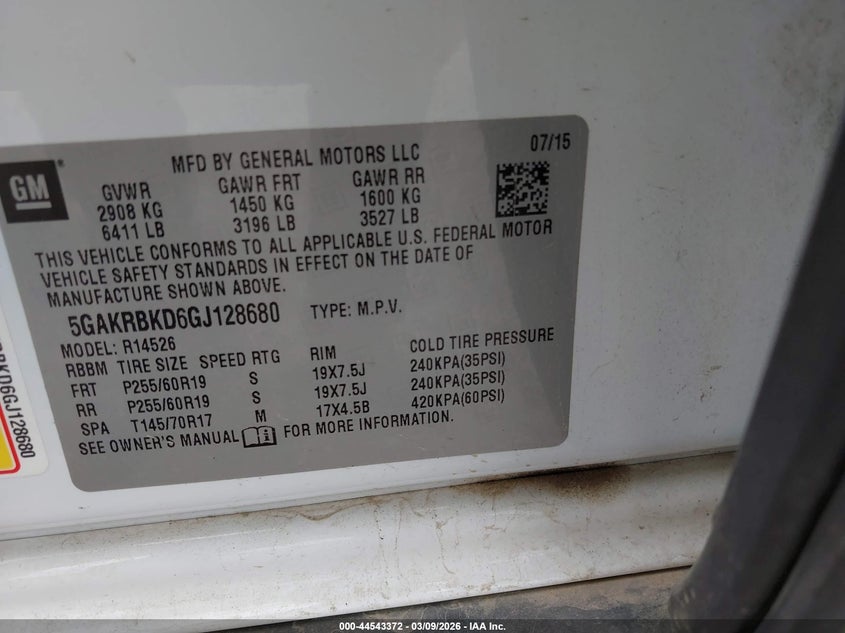 07/15
MFD BY GENERAL MOTORS LLC
GM
GVWR GAWR FRT GAWR RR
2908 KG 1450 KG 1600 KG
6411 LB 3196 LB 3527 LB
THIS VEHICLE CONFORMS TO ALL APPLICABLE U.S. FEDERAL MOTOR
VEHICLE SAFETY STANDARDS IN EFFECT ON THE DATE OF
MANUFACTURE SHOWN ABOVE.
5GAKRBKD6GJ128680 TYPE: M.P.V.
MODEL: R14526
RBBM TIRE SIZE SPEED RTG RIM COLD TIRE PRESSURE
FRT P255/60R19 S 19X7.5J 240KPA(35PSI)
RR P255/60R19 S 19X7.5J 240KPA(35PSI)
SPA T145/70R17 M 17X4.5B 420KPA(60PSI)
SEE OWNER'S MANUAL FOR MORE INFORMATION.
BKD6GJ128680
000-44543372 - 03/09/2026 - IAA Inc.